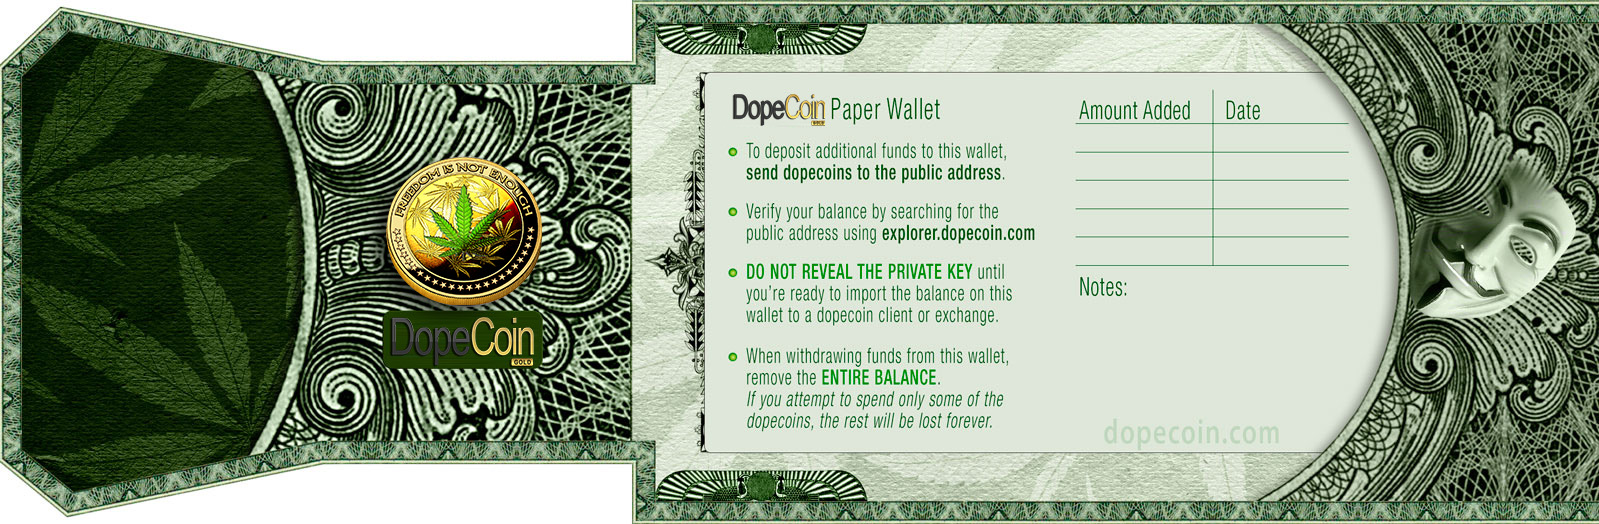 FREEDOM IS NOT ENOUGH
DopeCoin
GOLD
DopeCoin Paper Wallet
GOLD
To deposit additional funds to this wallet,
send dopecoins to the public address.
Verify your balance by searching for the
public address using explorer.dopecoin.com
DO NOT REVEAL THE PRIVATE KEY until
you're ready to import the balance on this
wallet to a dopecoin client or exchange.
When withdrawing funds from this wallet,
remove the ENTIRE BALANCE.
If you attempt to spend only some of the
dopecoins, the rest will be lost forever.
Amount Added Date
Notes:
dopecoin.com